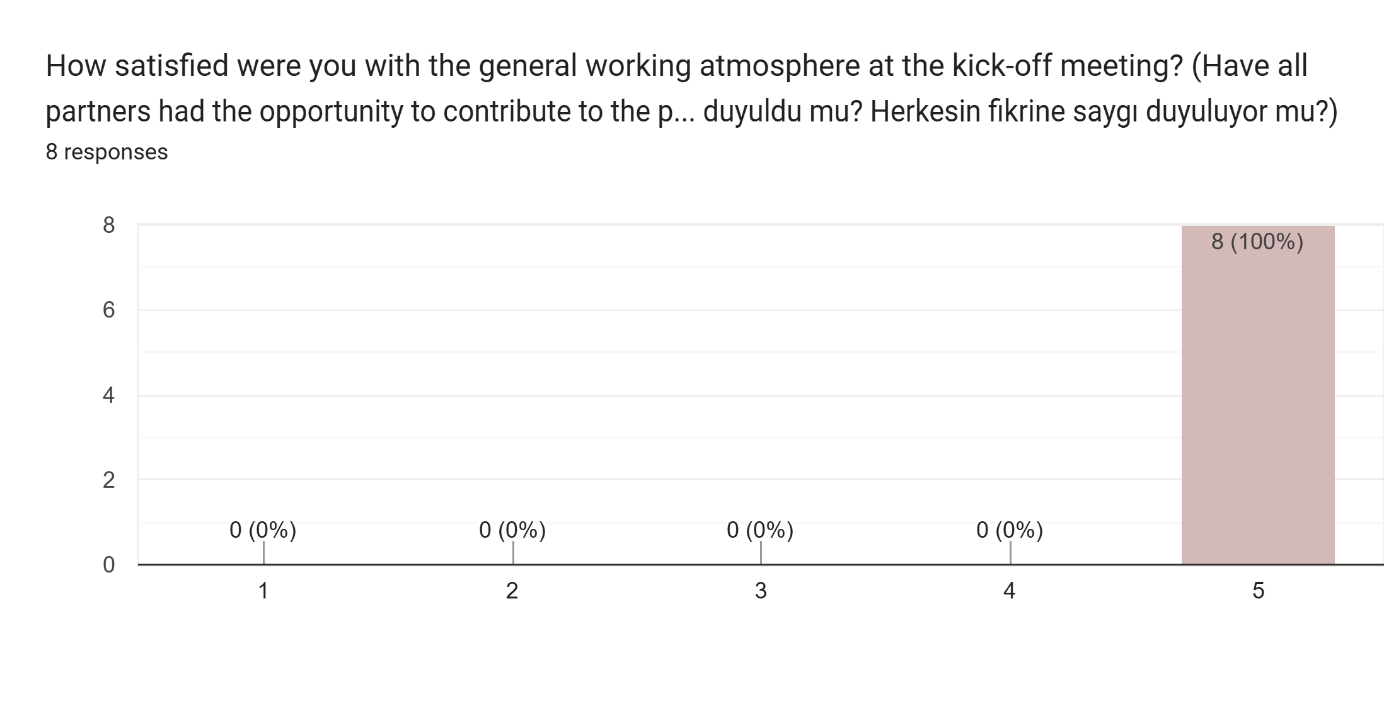 How satisfied were you with the general working atmosphere at the kick-off meeting? (Have all
partners had the opportunity to contribute to the p... duyuldu mu? Herkesin fikrine saygı duyuluyor mu?)
8 responses
8
8 (100%)
6
4
2
0 (0%) 0 (0%) 0 (0%) 0 (0%)
0
1 2 3 4 5